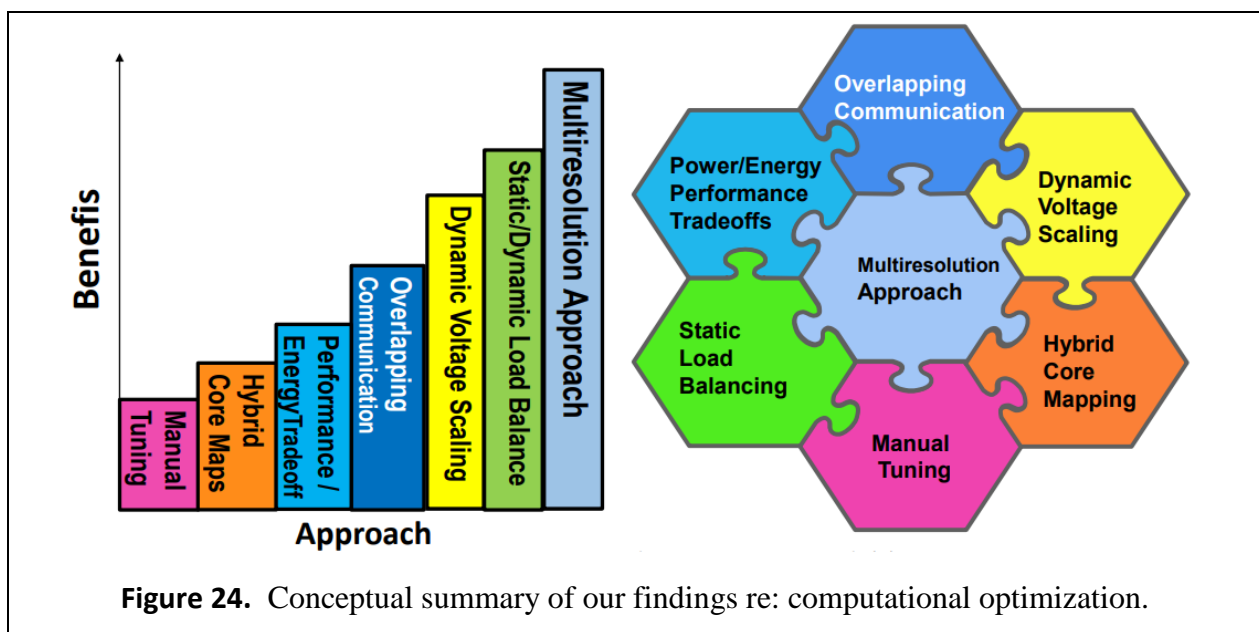 Benefis
Manual
Tuning
Hybrid
Core Maps
Performance /
EnergyTradeoff
Overlapping
Communication
Dynamic Voltage Scaling
Static/Dynamic Load Balance
Multiresolution Approach
Approach
Overlapping
Communication
Power/Energy
Performance
Tradeoffs
Dynamic
Voltage
Scaling
Multiresolution
Approach
Static
Load
Balancing
Hybrid
Core
Mapping
Manual
Tuning
Figure 24. Conceptual summary of our findings re: computational optimization.